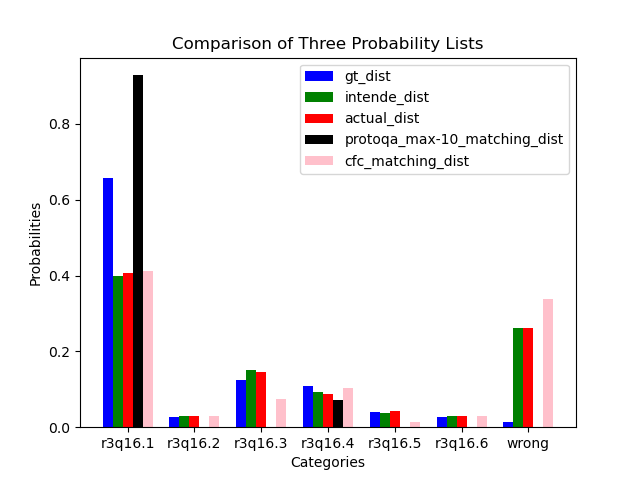 Comparison of Three Probability Lists
gt_dist
intende_dist
actual_dist
protoqa_max-10_matching_dist
cfc_matching_dist
Probabilities
0.8
0.6
0.4
0.2
0.0
r3q16.1 r3q16.2 r3q16.3 r3q16.4 r3q16.5 r3q16.6 wrong
Categories